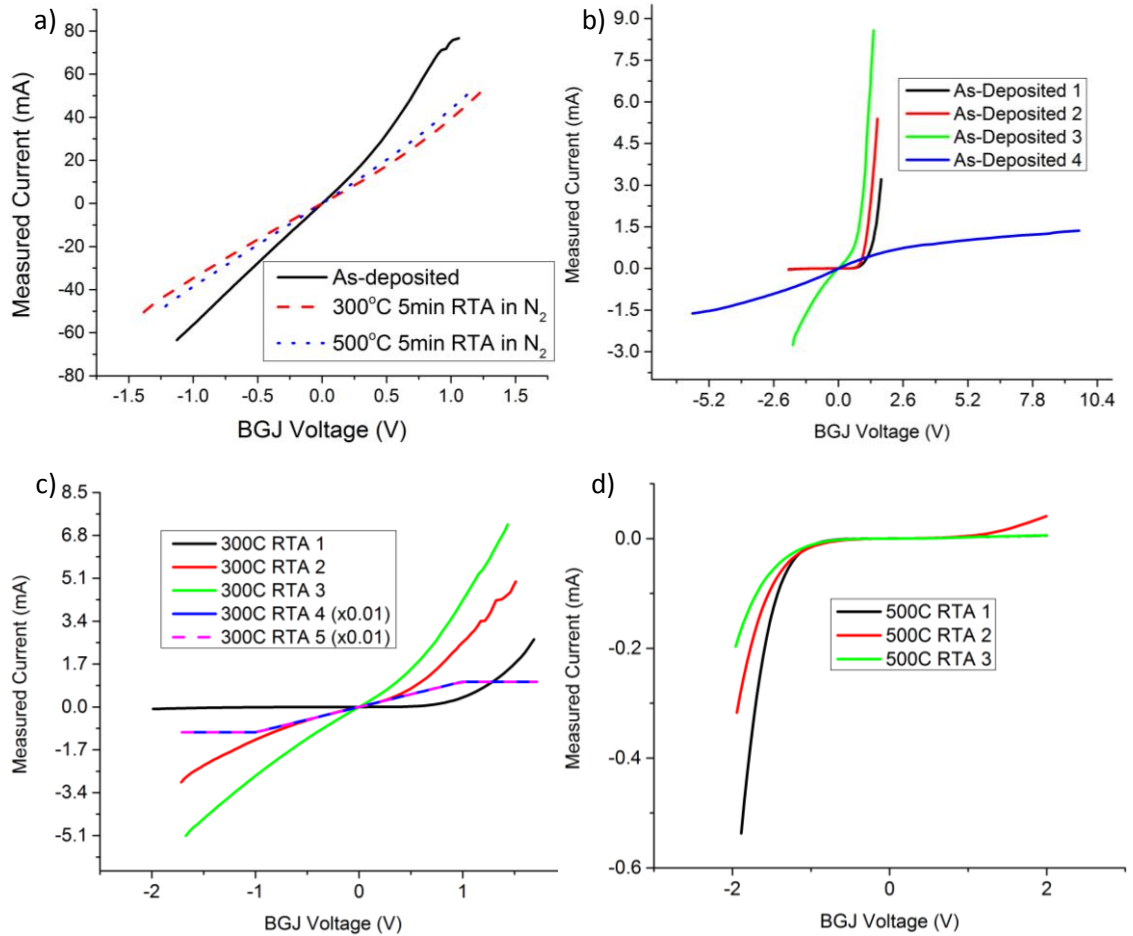 a)
80
60
40
20
0
-20
-40
-60
-80
-1.5 -1.0 -0.5 0.0 0.5 1.0 1.5
Measured Current (mA)
BGJ Voltage (V)
As-deposited
300°C 5min RTA in N₂
500°C 5min RTA in N₂
b)
9.0
7.5
6.0
4.5
3.0
1.5
0.0
-1.5
-3.0
-5.2 -2.6 0.0 2.6 5.2 7.8 10.4
Measured Current (mA)
BGJ Voltage (V)
As-Deposited 1
As-Deposited 2
As-Deposited 3
As-Deposited 4
c)
8.5
6.8
5.1
3.4
1.7
0.0
-1.7
-3.4
-5.1
-2 -1 0 1
Measured Current (mA)
BGJ Voltage (V)
300C RTA 1
300C RTA 2
300C RTA 3
300C RTA 4 (x0.01)
300C RTA 5 (x0.01)
d)
0.0
-0.2
-0.4
-0.6
-2 0 2
Measured Current (mA)
BGJ Voltage (V)
500C RTA 1
500C RTA 2
500C RTA 3